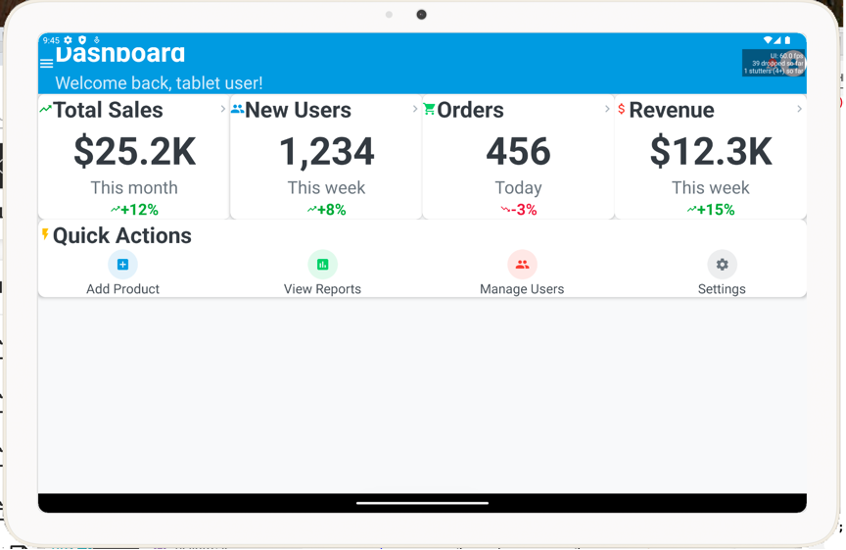 9:45
Dashboard
Welcome back, tablet user!
UI: 60.0 fps
39 dropped so far
1 stutters (4+) so far
Total Sales
$25.2K
This month
+12%
New Users
1,234
This week
+8%
Orders
456
Today
-3%
Revenue
$12.3K
This week
+15%
Quick Actions
Add Product
View Reports
Manage Users
Settings